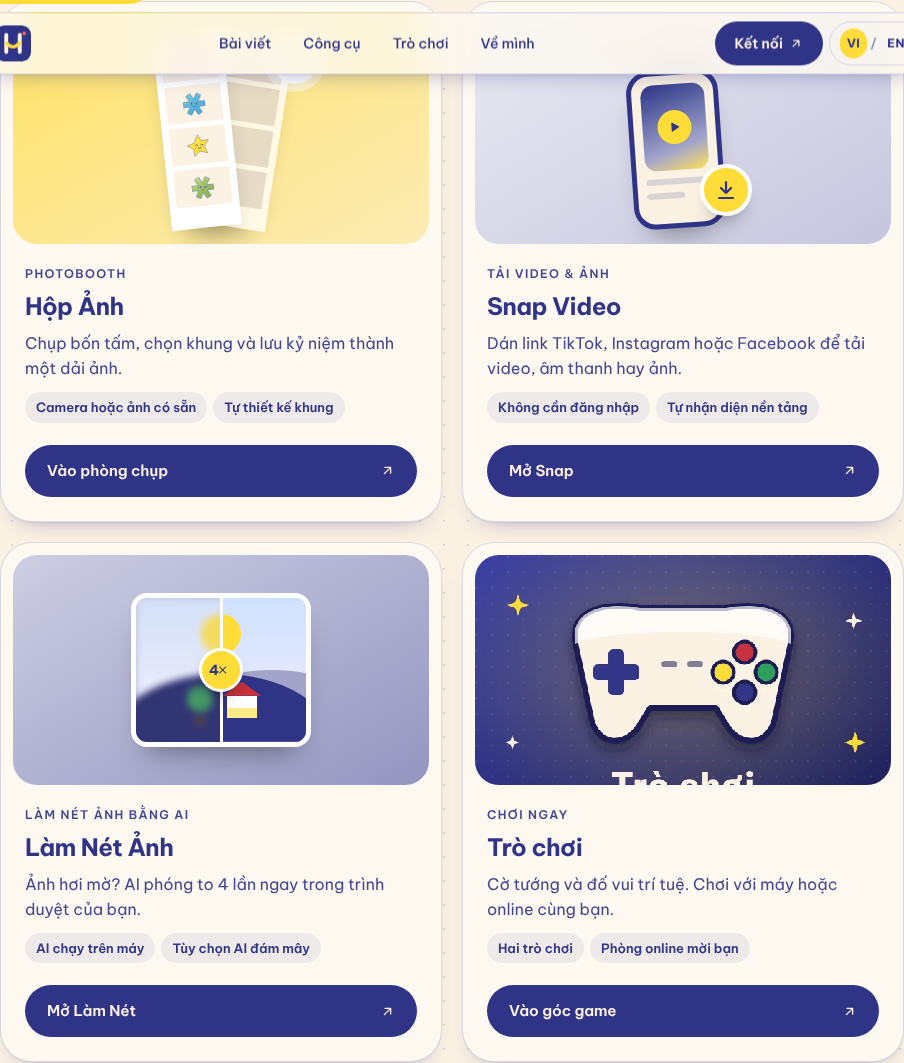 Bài viết
Công cụ
Trò chơi
Về mình
Kết nối
VI / EN
PHOTOBOOTH
Hộp Ảnh
Chụp bốn tấm, chọn khung và lưu kỷ niệm thành
một dải ảnh.
Camera hoặc ảnh có sẵn
Tự thiết kế khung
Vào phòng chụp
TẢI VIDEO & ẢNH
Snap Video
Dán link TikTok, Instagram hoặc Facebook để tải
video, âm thanh hay ảnh.
Không cần đăng nhập
Tự nhận diện nền tảng
Mở Snap
4×
LÀM NÉT ẢNH BẰNG AI
Làm Nét Ảnh
Ảnh hơi mờ? AI phóng to 4 lần ngay trong trình
duyệt của bạn.
AI chạy trên máy
Tùy chọn AI đám mây
Mở Làm Nét
Trò chơi
CHƠI NGAY
Trò chơi
Cờ tướng và đố vui trí tuệ. Chơi với máy hoặc
online cùng bạn.
Hai trò chơi
Phòng online mời bạn
Vào góc game